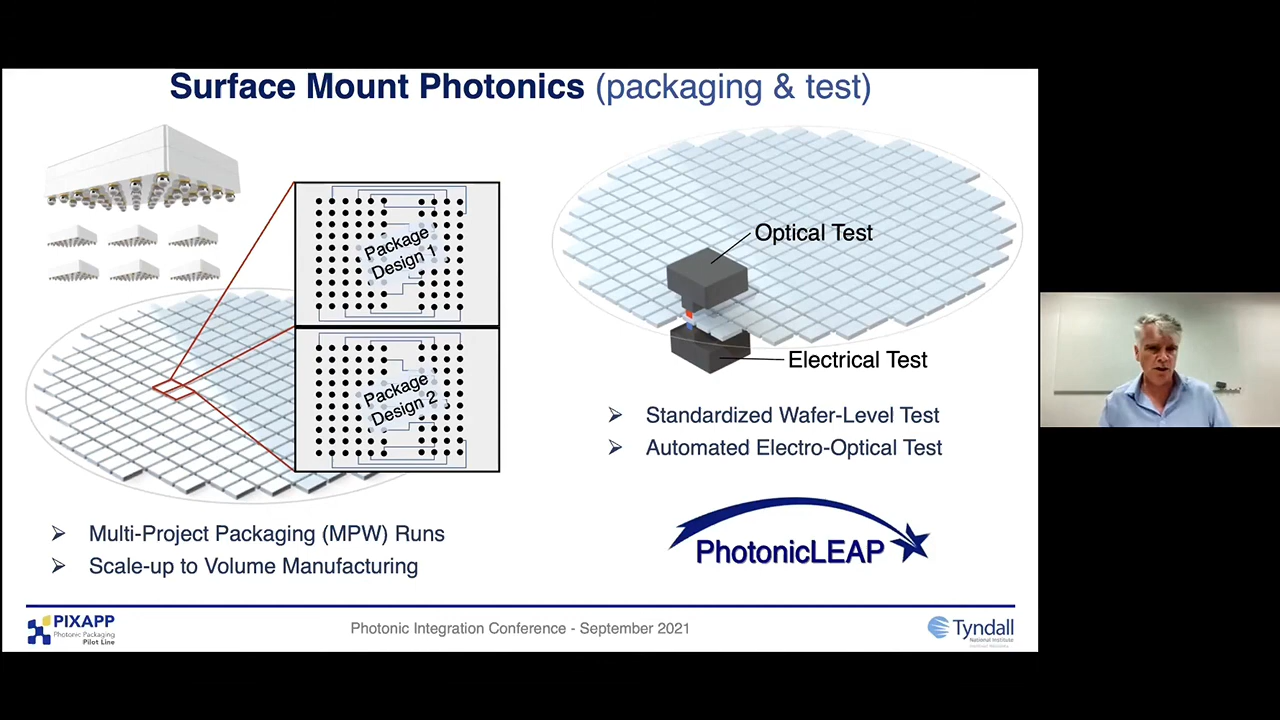 Surface Mount Photonics (packaging & test)
Package
Design 1
Package
Design 2
Optical Test
Electrical Test
➢ Multi-Project Packaging (MPW) Runs
➢ Scale-up to Volume Manufacturing
➢ Standardized Wafer-Level Test
➢ Automated Electro-Optical Test
PhotonicLEAP
PIXAPP
Photonic Packaging
Pilot Line
Photonic Integration Conference - September 2021
Tyndall
National Institute